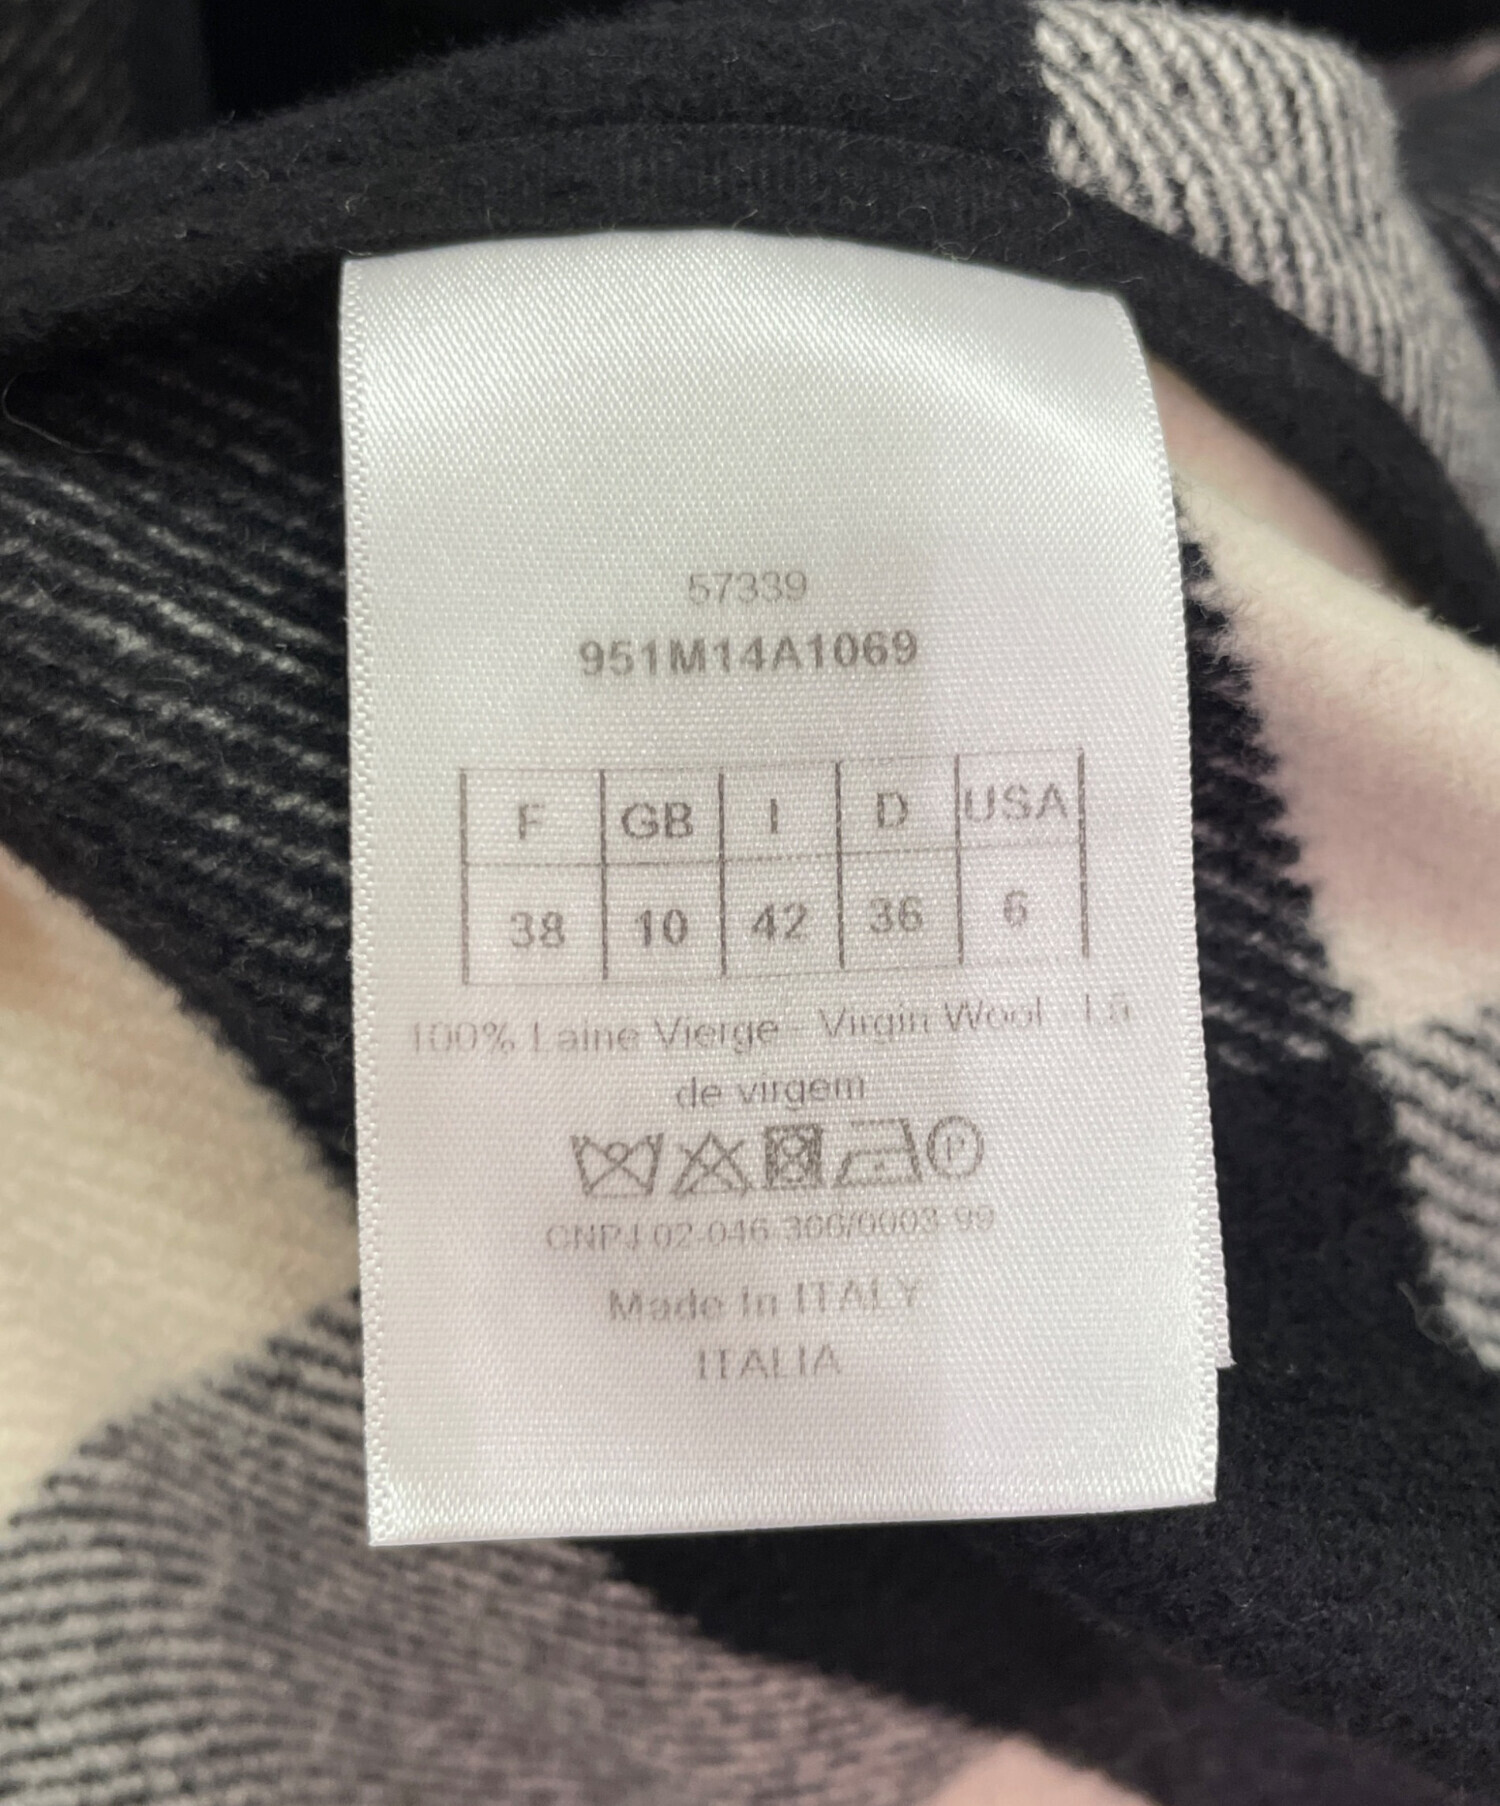 57339
951M14A1069
F GB I D USA
38 10 42 36 6
100% Laine Vierge - Virgin Wool - Lã
de virgem
P
CNPJ 02.046.366/0003-99
Made In ITALY
ITALIA